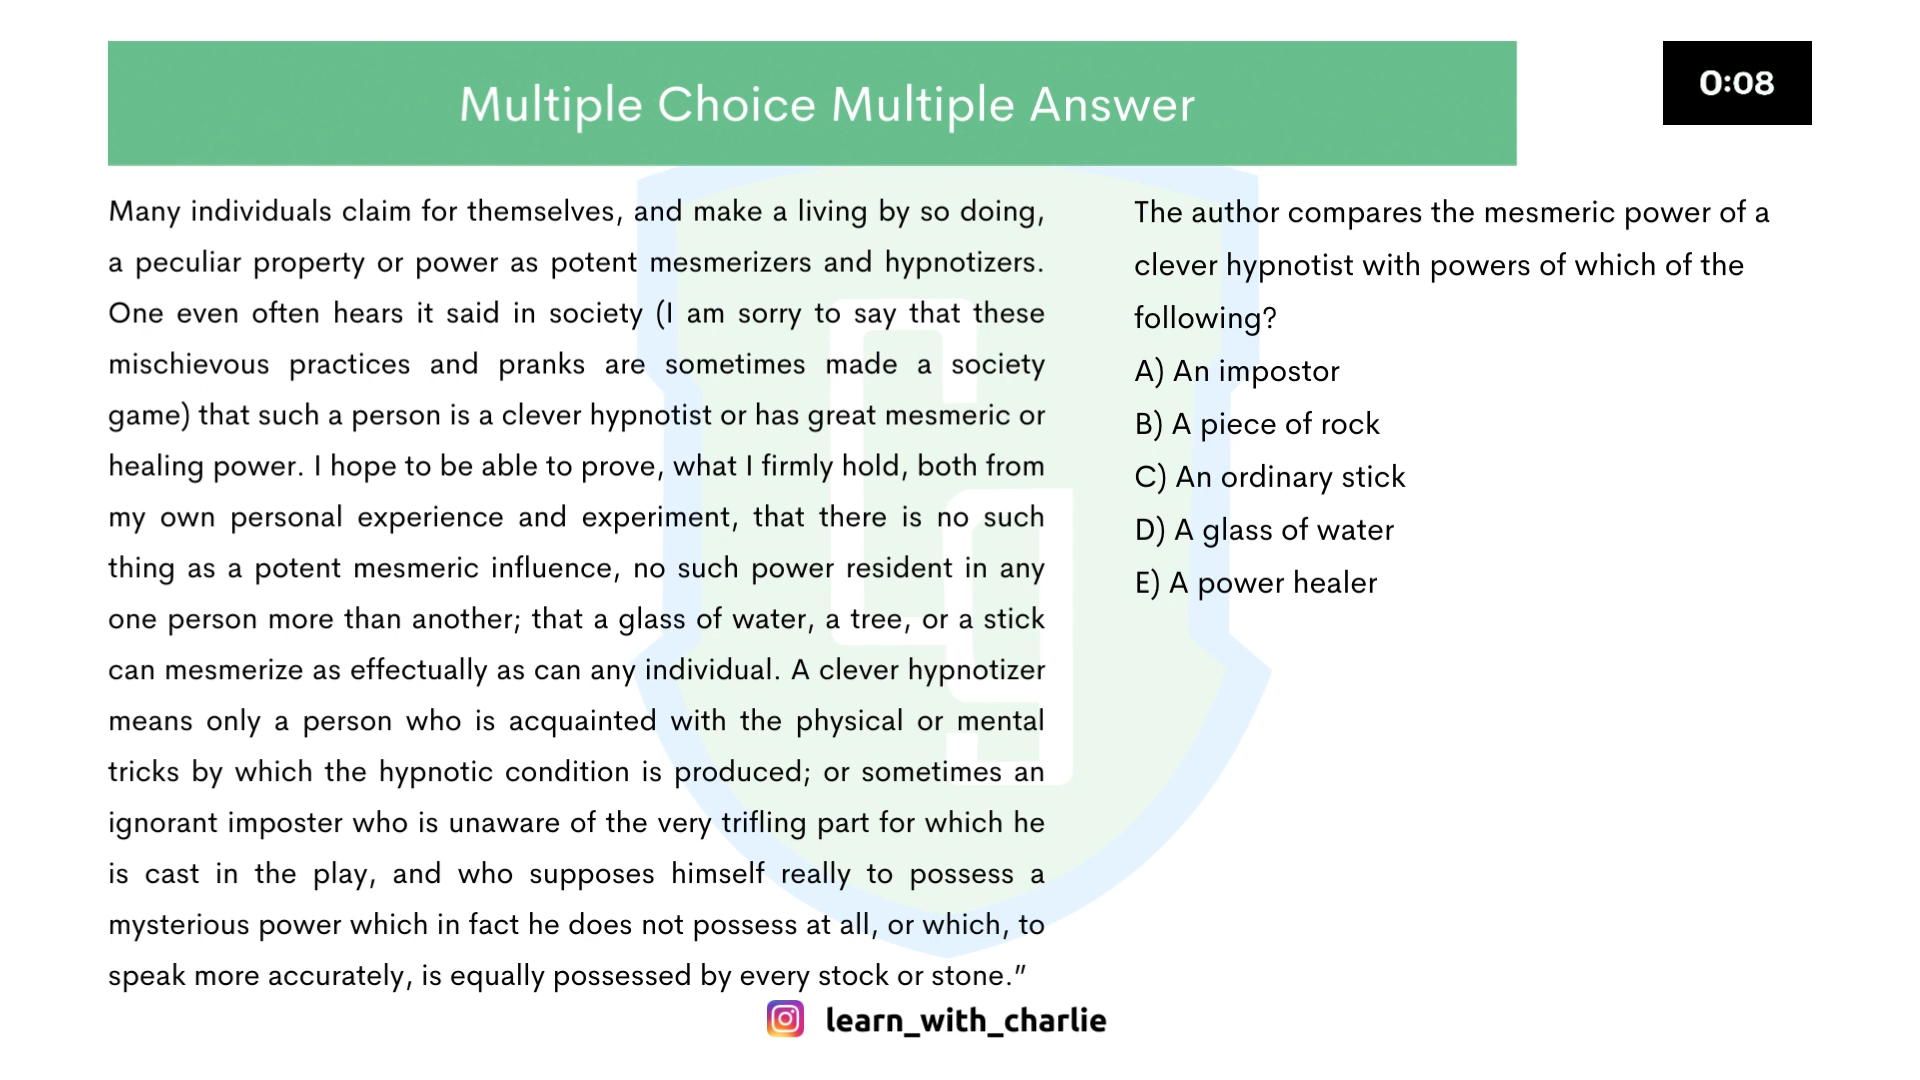 Multiple Choice Multiple Answer
0:08
Many individuals claim for themselves, and make a living by so doing,
a peculiar property or power as potent mesmerizers and hypnotizers.
One even often hears it said in society (I am sorry to say that these
mischievous practices and pranks are sometimes made a society
game) that such a person is a clever hypnotist or has great mesmeric or
healing power. I hope to be able to prove, what I firmly hold, both from
my own personal experience and experiment, that there is no such
thing as a potent mesmeric influence, no such power resident in any
one person more than another; that a glass of water, a tree, or a stick
can mesmerize as effectually as can any individual. A clever hypnotizer
means only a person who is acquainted with the physical or mental
tricks by which the hypnotic condition is produced; or sometimes an
ignorant imposter who is unaware of the very trifling part for which he
is cast in the play, and who supposes himself really to possess a
mysterious power which in fact he does not possess at all, or which, to
speak more accurately, is equally possessed by every stock or stone.”
The author compares the mesmeric power of a
clever hypnotist with powers of which of the
following?
A) An impostor
B) A piece of rock
C) An ordinary stick
D) A glass of water
E) A power healer
learn_with_charlie